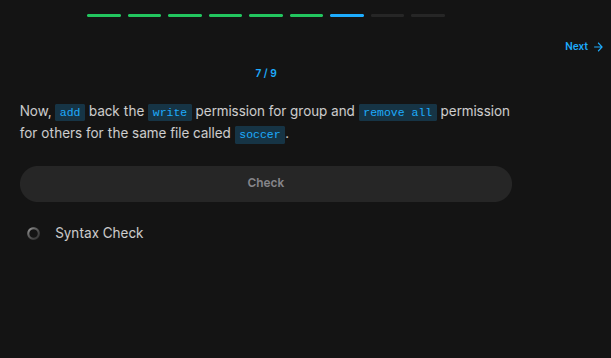 Next →
7 / 9
Now, add back the write permission for group and remove all permission
for others for the same file called soccer.
Check
Syntax Check